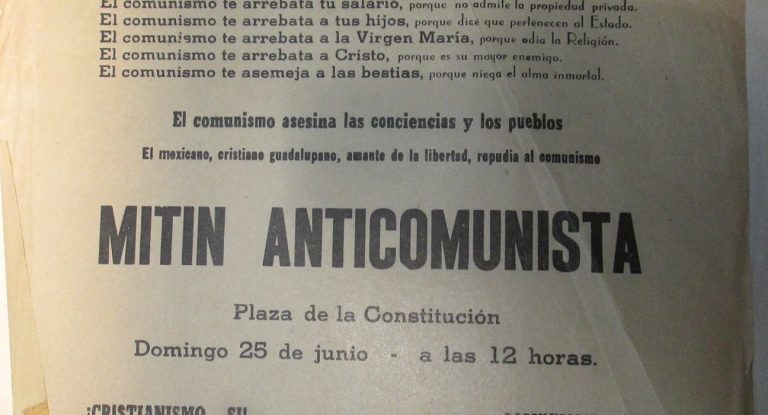 El comunismo te arrebata tu salario, porque no admite la propiedad privada.
El comunismo te arrebata a tus hijos, porque dice que pertenecen al Estado.
El comunismo te arrebata a la Virgen María, porque odia la Religión.
El comunismo te arrebata a Cristo, porque es su mayor enemigo.
El comunismo te asemeja a las bestias, porque niega el alma inmortal.
El comunismo asesina las conciencias y los pueblos
El mexicano, cristiano guadalupano, amante de la libertad, repudia al comunismo
MITIN ANTICOMUNISTA
Plaza de la Constitución
Domingo 25 de junio - a las 12 horas.
¡CRISTIANISMO SI